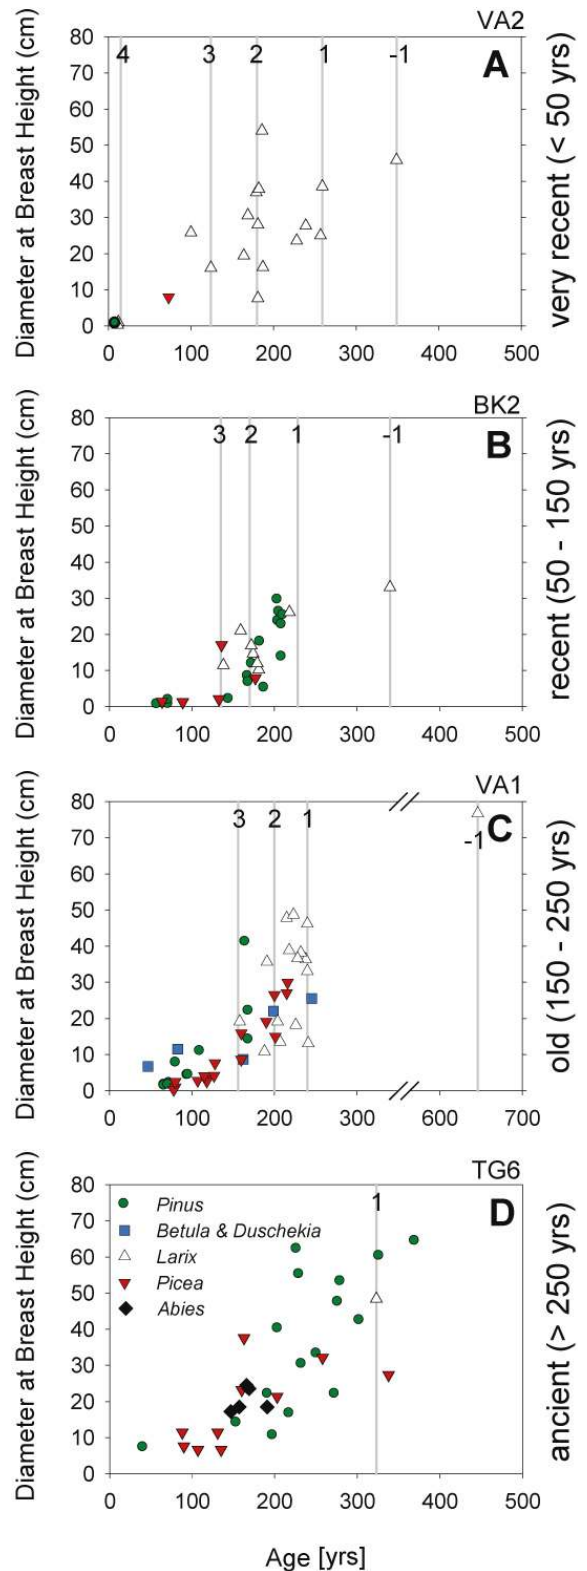 VA2
4 3 2 1 -1
A
80
70
60
50
40
30
20
10
0
0 100 200 300 400 500
Diameter at Breast Height (cm)
very recent (< 50 yrs)
BK2
3 2 1 -1
B
80
70
60
50
40
30
20
10
0
0 100 200 300 400 500
Diameter at Breast Height (cm)
recent (50 - 150 yrs)
VA1
3 2 1 -1
C
80
70
60
50
40
30
20
10
0
0 100 200 300 600 700
Diameter at Breast Height (cm)
old (150 - 250 yrs)
TG6
1
D
Pinus
Betula & Duschekia
Larix
Picea
Abies
80
70
60
50
40
30
20
10
0
0 100 200 300 400 500
Diameter at Breast Height (cm)
ancient (> 250 yrs)
Age [yrs]